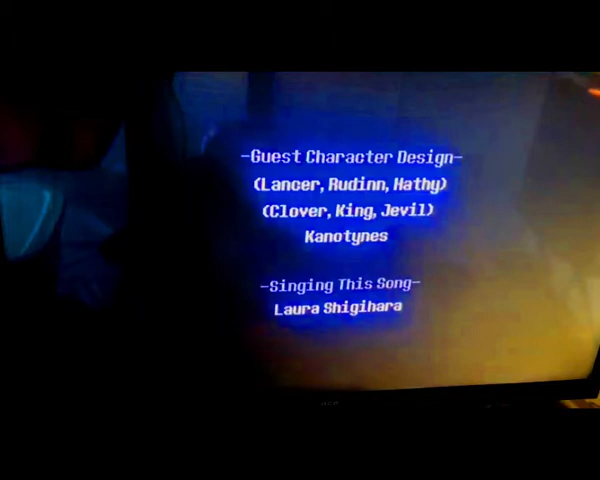 -Guest Character Design-
(Lancer, Rudinn, Hathy)
(Clover, King, Jevil)
Kanotynes
-Singing This Song-
Laura Shigihara